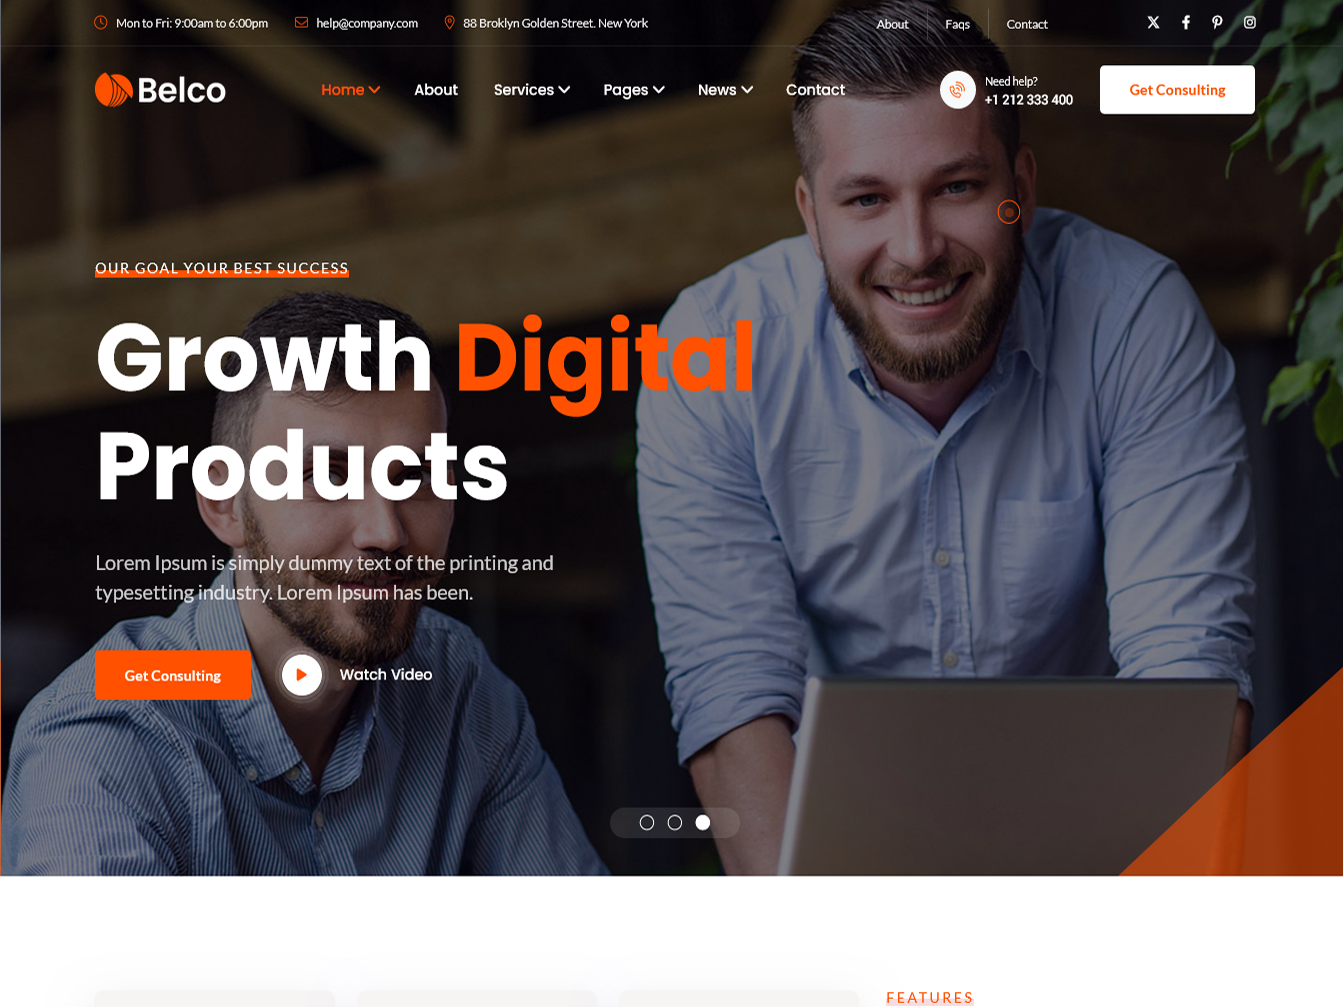 Mon to Fri: 9:00am to 6:00pm
help@company.com
88 Broklyn Golden Street. New York
About
Faqs
Contact
Belco
Home
About
Services
Pages
News
Contact
Need help?
+1 212 333 400
Get Consulting
OUR GOAL YOUR BEST SUCCESS
Growth Digital
Products
Lorem Ipsum is simply dummy text of the printing and
typesetting industry. Lorem Ipsum has been.
Get Consulting
Watch Video
FEATURES